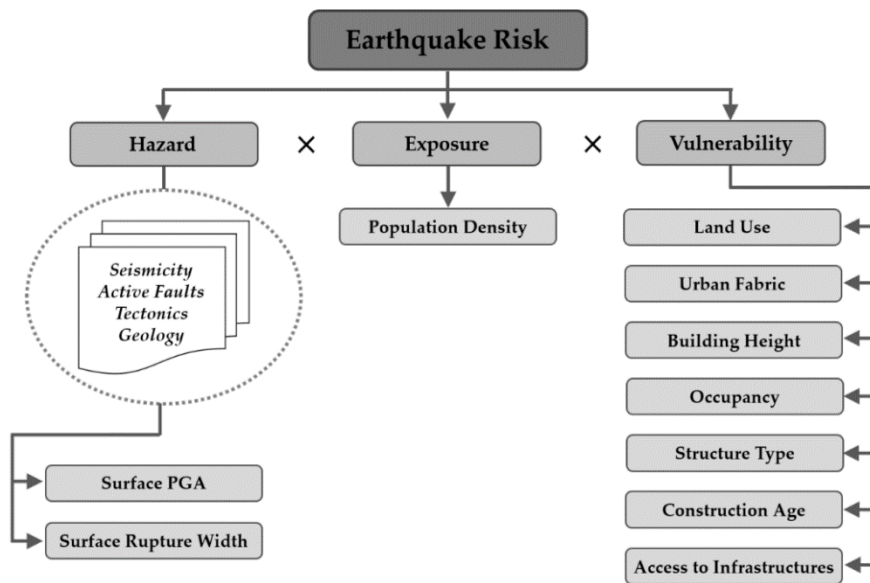 Earthquake Risk
Hazard × Exposure × Vulnerability
Seismicity
Active Faults
Tectonics
Geology
Surface PGA
Surface Rupture Width
Population Density
Land Use
Urban Fabric
Building Height
Occupancy
Structure Type
Construction Age
Access to Infrastructures